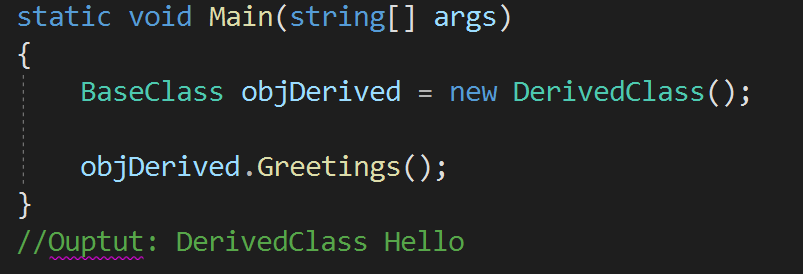 static void Main(string[] args)
{
BaseClass objDerived = new DerivedClass();
objDerived.Greetings();
}
//Ouptut: DerivedClass Hello